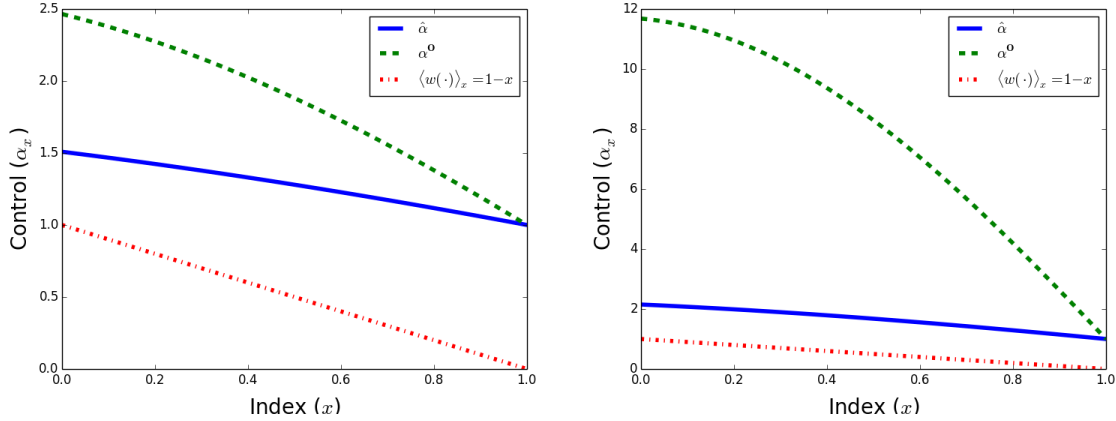 2.5
2.0
1.5
1.0
0.5
0.0
Control (αₓ)
α̂
αᴼ
⟨w(·)⟩ₓ = 1−x
0.0 0.2 0.4 0.6 0.8 1.0
Index (x)
12
10
8
6
4
2
0
Control (αₓ)
α̂
αᴼ
⟨w(·)⟩ₓ = 1−x
0.0 0.2 0.4 0.6 0.8 1.0
Index (x)